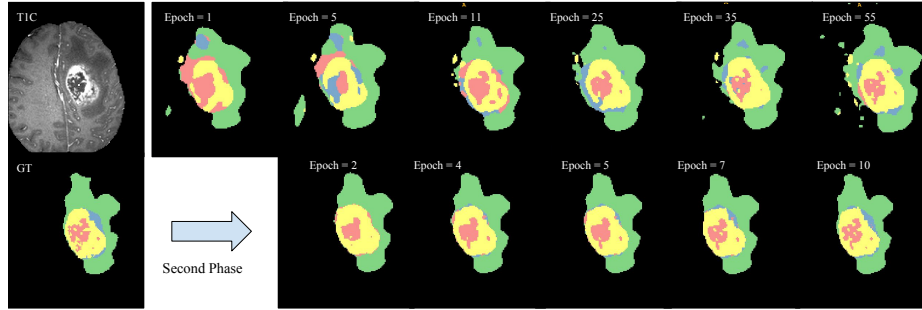 T1C
Epoch = 1
Epoch = 5
Epoch = 11
Epoch = 25
Epoch = 35
Epoch = 55
GT
Second Phase
Epoch = 2
Epoch = 4
Epoch = 5
Epoch = 7
Epoch = 10